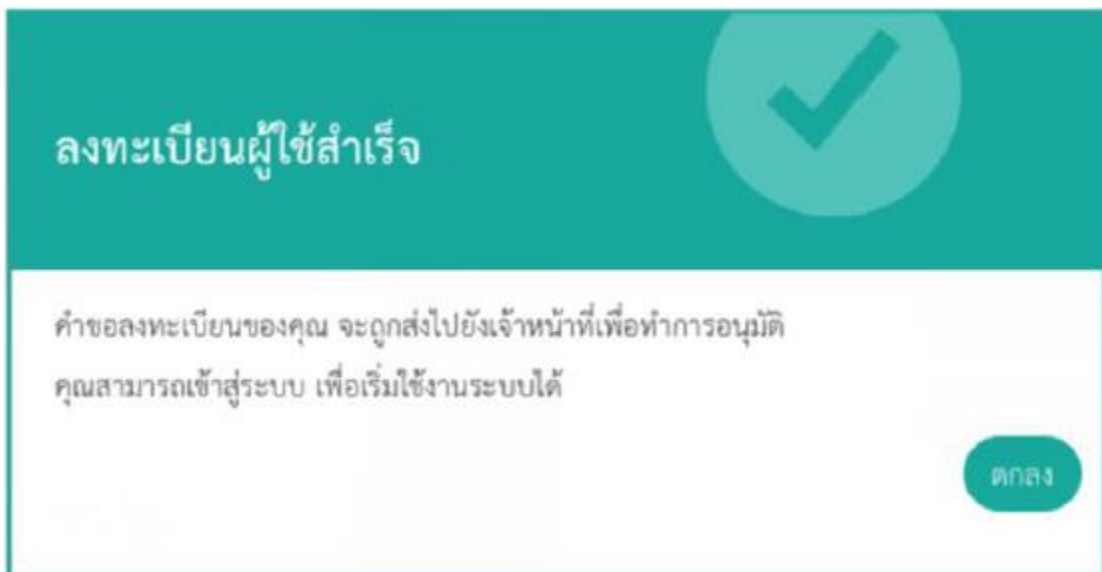 ลงทะเบียนผู้ใช้สำเร็จ
คำขอลงทะเบียนของคุณ จะถูกส่งไปยังเจ้าหน้าที่เพื่อทำการอนุมัติ
คุณสามารถเข้าสู่ระบบ เพื่อเริ่มใช้งานระบบได้
ตกลง